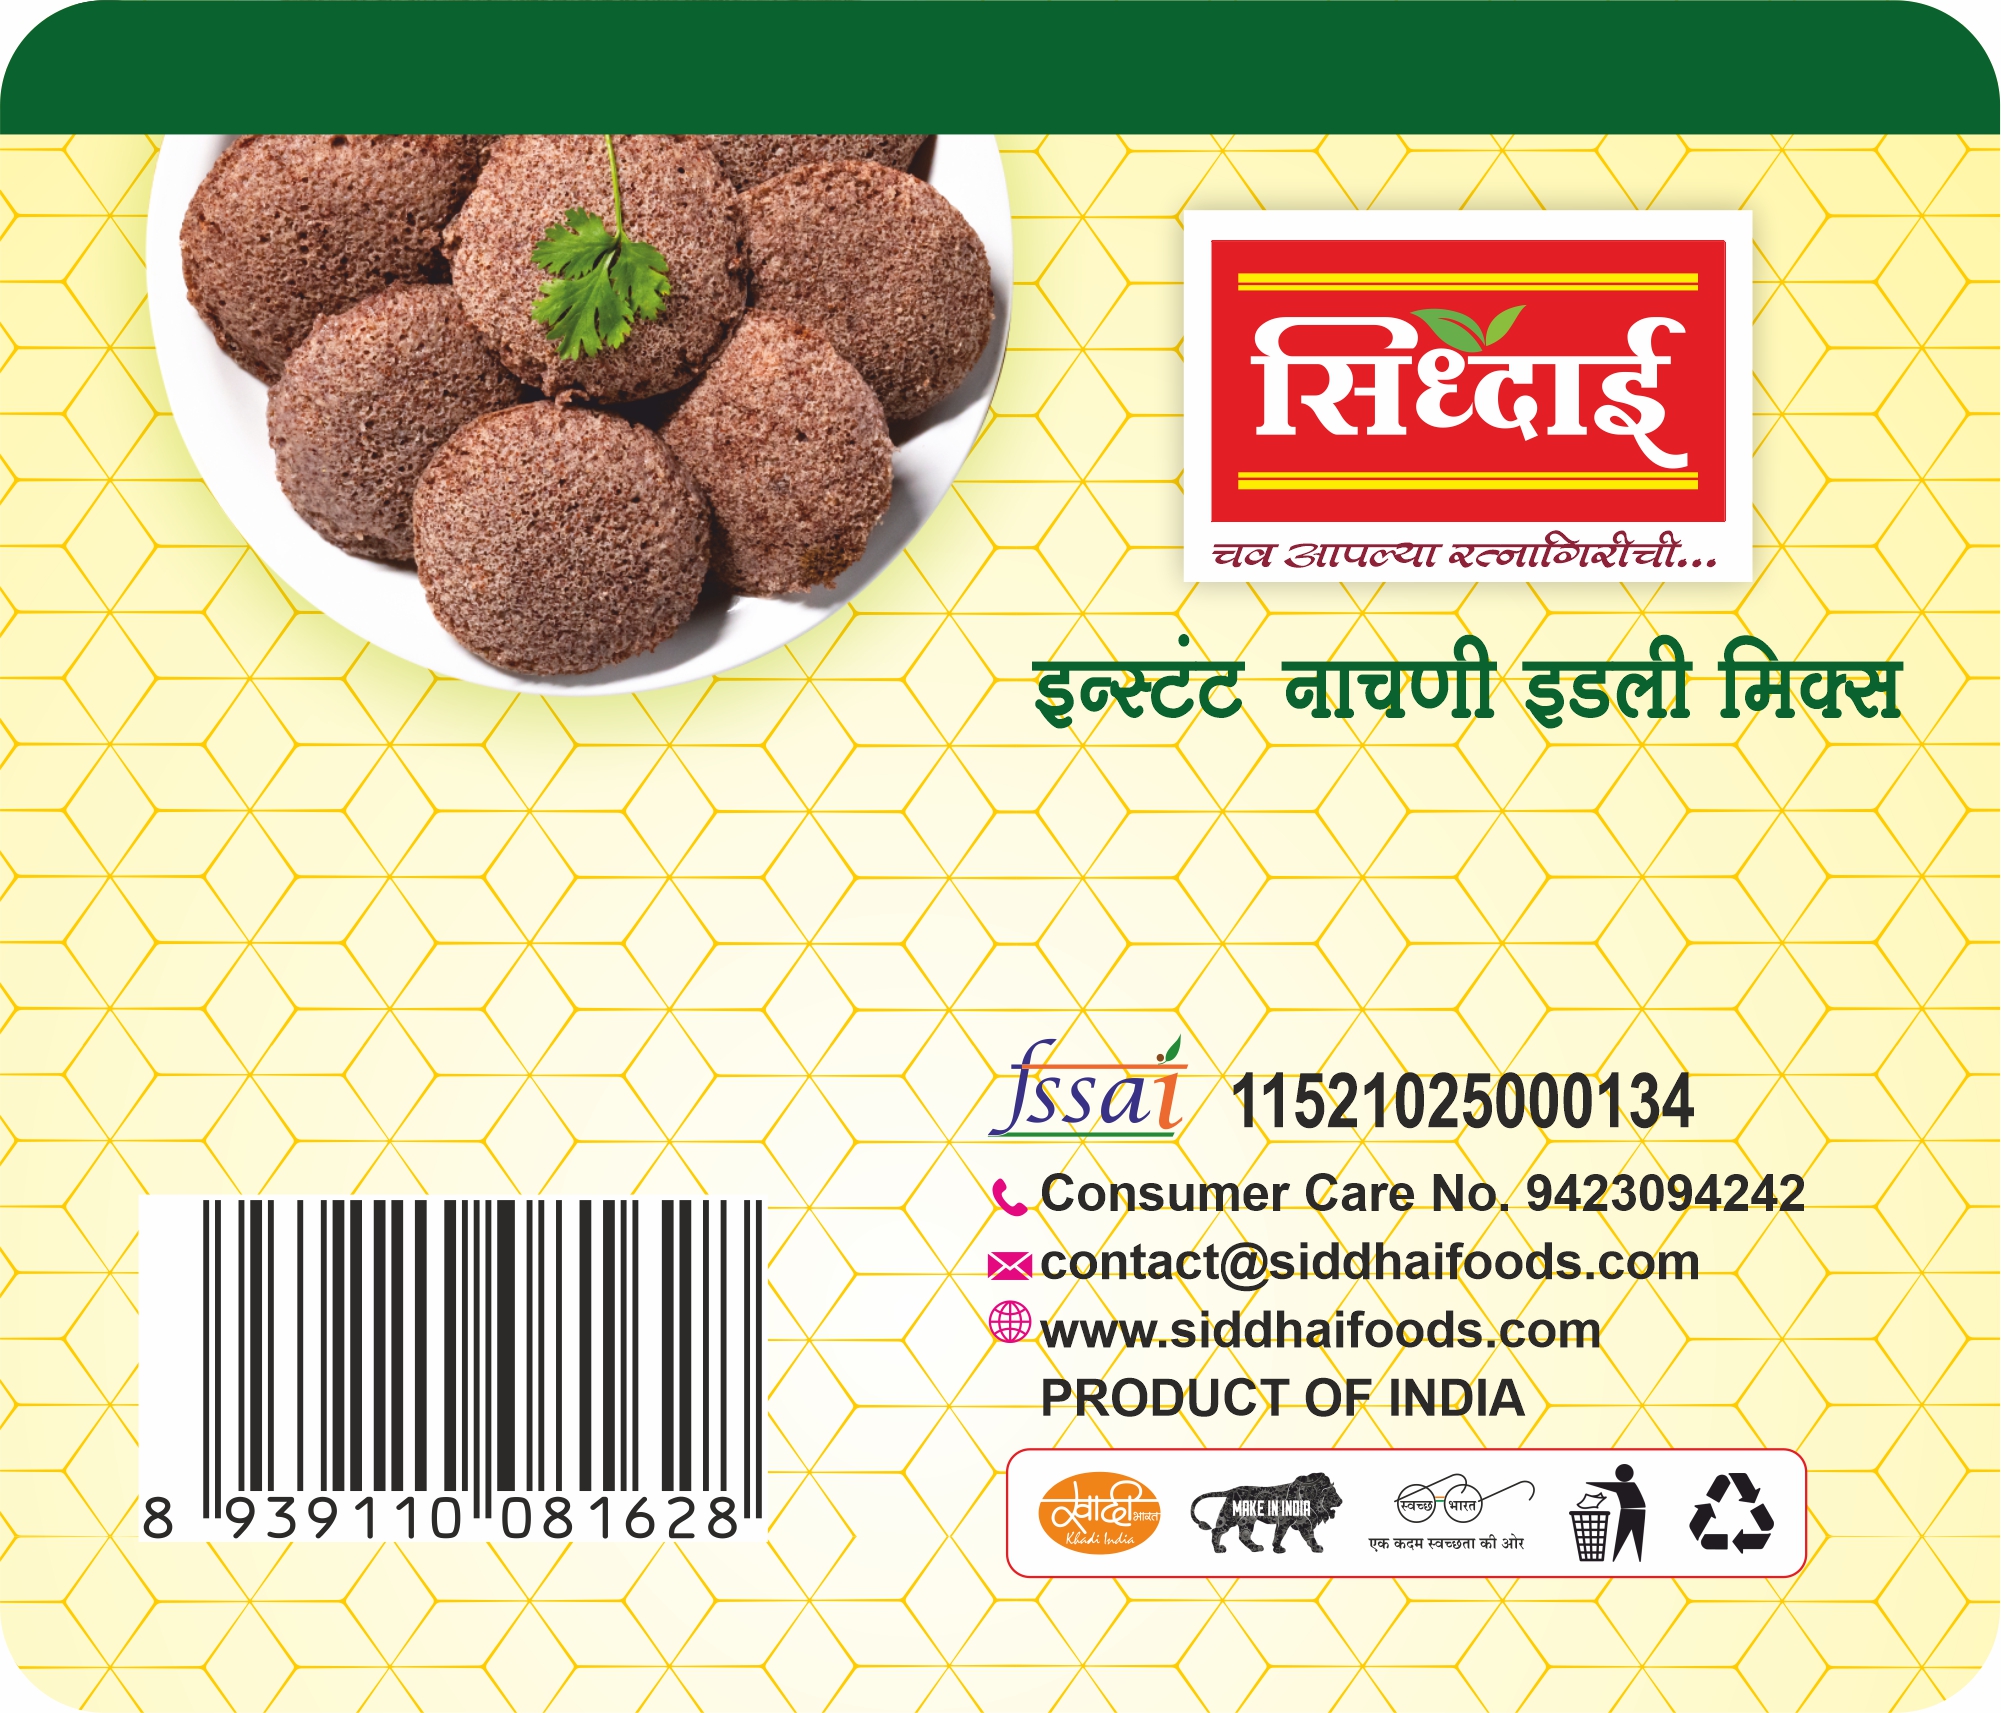 सिध्दाई
चव आपल्या रत्नागिरीची...
इन्स्टंट नाचणी इडली मिक्स
fssai 11521025000134
Consumer Care No. 9423094242
contact@siddhaifoods.com
www.siddhaifoods.com
PRODUCT OF INDIA
8 939110 081628
खादी भारत
Khadi India
MAKE IN INDIA
स्वच्छ भारत
एक कदम स्वच्छता की ओर